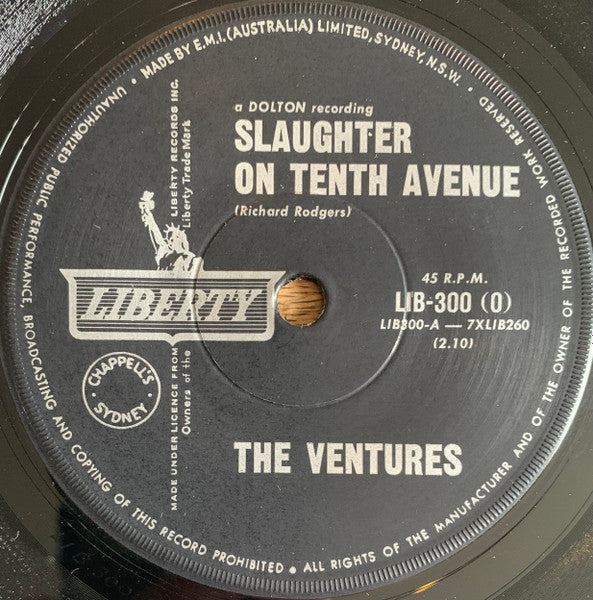 MADE BY E.M.I. (AUSTRALIA) LIMITED, SYDNEY, N.S.W. •
a DOLTON recording
SLAUGHTER
ON TENTH AVENUE
(Richard Rodgers)
LIBERTY RECORDS INC.
Liberty Trade Mark
LIBERTY
45 R.P.M.
LIB-300 (O)
LIB300-A — 7XLIB260
(2.10)
CHAPPELL'S
• SYDNEY •
MADE UNDER LICENCE FROM
Owners of the
THE VENTURES
UNAUTHORIZED PUBLIC PERFORMANCE, BROADCASTING AND COPYING OF THIS RECORD PROHIBITED • ALL RIGHTS OF THE MANUFACTURER AND OF THE OWNER OF THE RECORDED WORK RESERVED